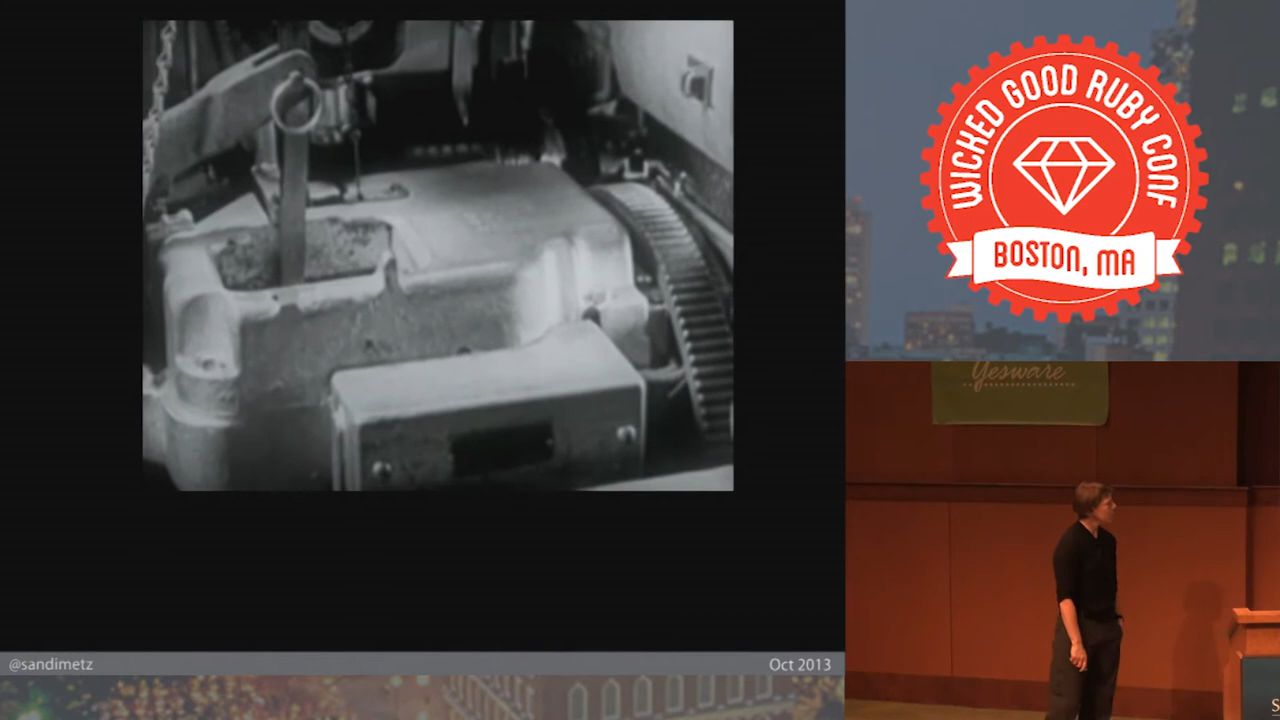 WICKED GOOD RUBY CONF
BOSTON, MA
Yesware
@sandimetz
Oct 2013